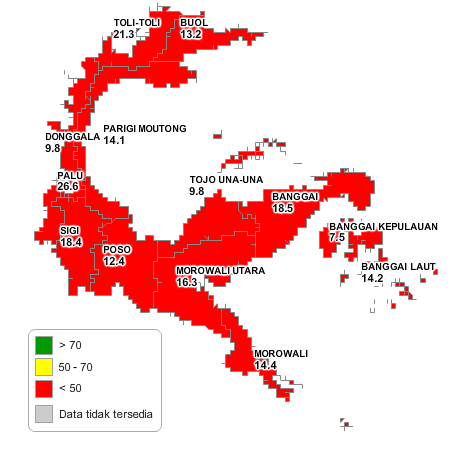 TOLI-TOLI
21.3
BUOL
13.2
PARIGI MOUTONG
14.1
DONGGALA
9.8
PALU
26.6
TOJO UNA-UNA
9.8
BANGGAI
18.5
SIGI
18.4
BANGGAI KEPULAUAN
7.5
POSO
12.4
MOROWALI UTARA
16.3
BANGGAI LAUT
14.2
MOROWALI
14.4
> 70
50 - 70
< 50
Data tidak tersedia